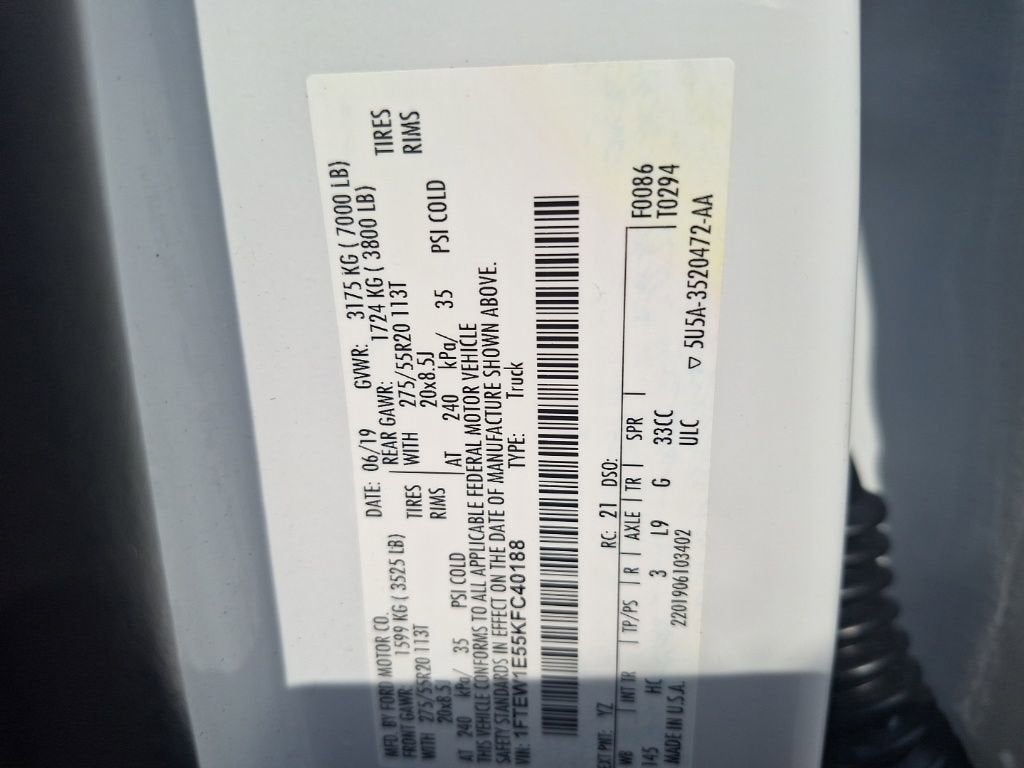 MFD. BY FORD MOTOR CO. DATE: 06/19 GVWR: 3175 KG ( 7000 LB)
FRONT GAWR: 1599 KG ( 3525 LB) REAR GAWR: 1724 KG ( 3800 LB)
WITH 275/55R20 113T TIRES WITH 275/55R20 113T TIRES
20x8.5J RIMS 20x8.5J RIMS
AT 240 kPa/ 35 PSI COLD AT 240 kPa/ 35 PSI COLD
THIS VEHICLE CONFORMS TO ALL APPLICABLE FEDERAL MOTOR VEHICLE
SAFETY STANDARDS IN EFFECT ON THE DATE OF MANUFACTURE SHOWN ABOVE.
VIN: 1FTEW1E55KFC40188 TYPE: Truck
EXT PNT: YZ RC: 21 DSO: F0086
WB INT TR TP/PS R AXLE TR SPR T0294
145 HC 3 L9 G 33CC
MADE IN U.S.A. 2201906103402 ULC ▽ 5U5A-3520472-AA